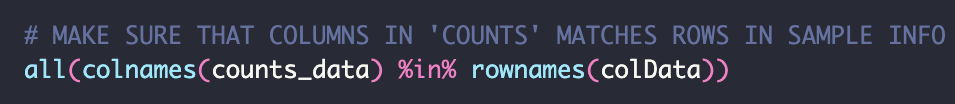 # MAKE SURE THAT COLUMNS IN 'COUNTS' MATCHES ROWS IN SAMPLE INFO
all(colnames(counts_data) %in% rownames(colData))